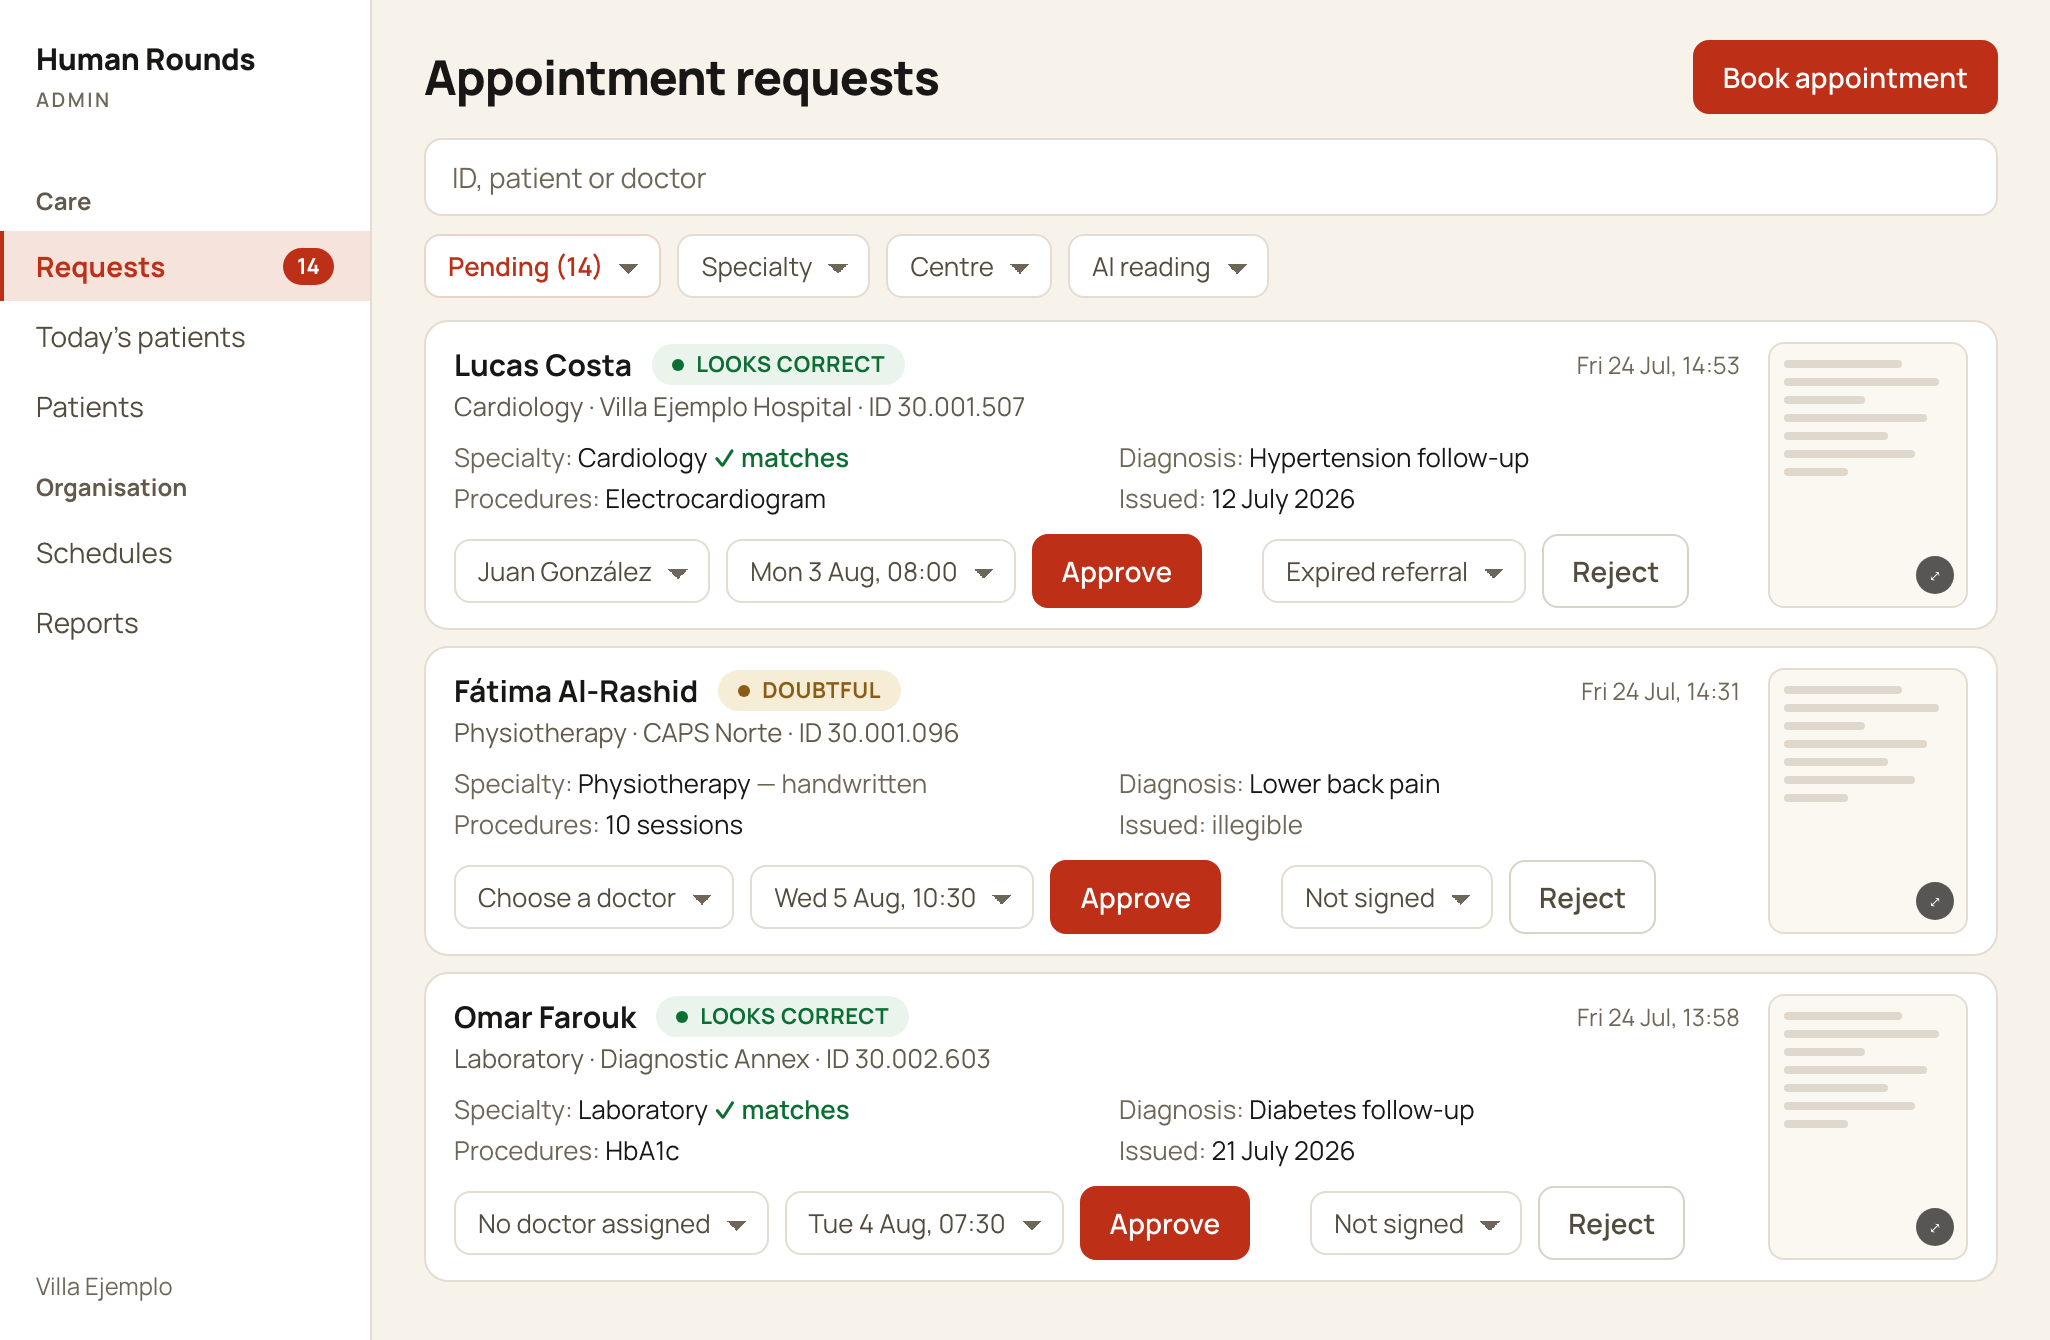 Human Rounds
ADMIN
Care
Requests 14
Today's patients
Patients
Organisation
Schedules
Reports
Villa Ejemplo
Appointment requests
Book appointment
ID, patient or doctor
Pending (14)
Specialty
Centre
AI reading
Lucas Costa
LOOKS CORRECT
Fri 24 Jul, 14:53
Cardiology · Villa Ejemplo Hospital · ID 30.001.507
Specialty: Cardiology ✓ matches
Diagnosis: Hypertension follow-up
Procedures: Electrocardiogram
Issued: 12 July 2026
Juan González
Mon 3 Aug, 08:00
Approve
Expired referral
Reject
Fátima Al-Rashid
DOUBTFUL
Fri 24 Jul, 14:31
Physiotherapy · CAPS Norte · ID 30.001.096
Specialty: Physiotherapy — handwritten
Diagnosis: Lower back pain
Procedures: 10 sessions
Issued: illegible
Choose a doctor
Wed 5 Aug, 10:30
Approve
Not signed
Reject
Omar Farouk
LOOKS CORRECT
Fri 24 Jul, 13:58
Laboratory · Diagnostic Annex · ID 30.002.603
Specialty: Laboratory ✓ matches
Diagnosis: Diabetes follow-up
Procedures: HbA1c
Issued: 21 July 2026
No doctor assigned
Tue 4 Aug, 07:30
Approve
Not signed
Reject